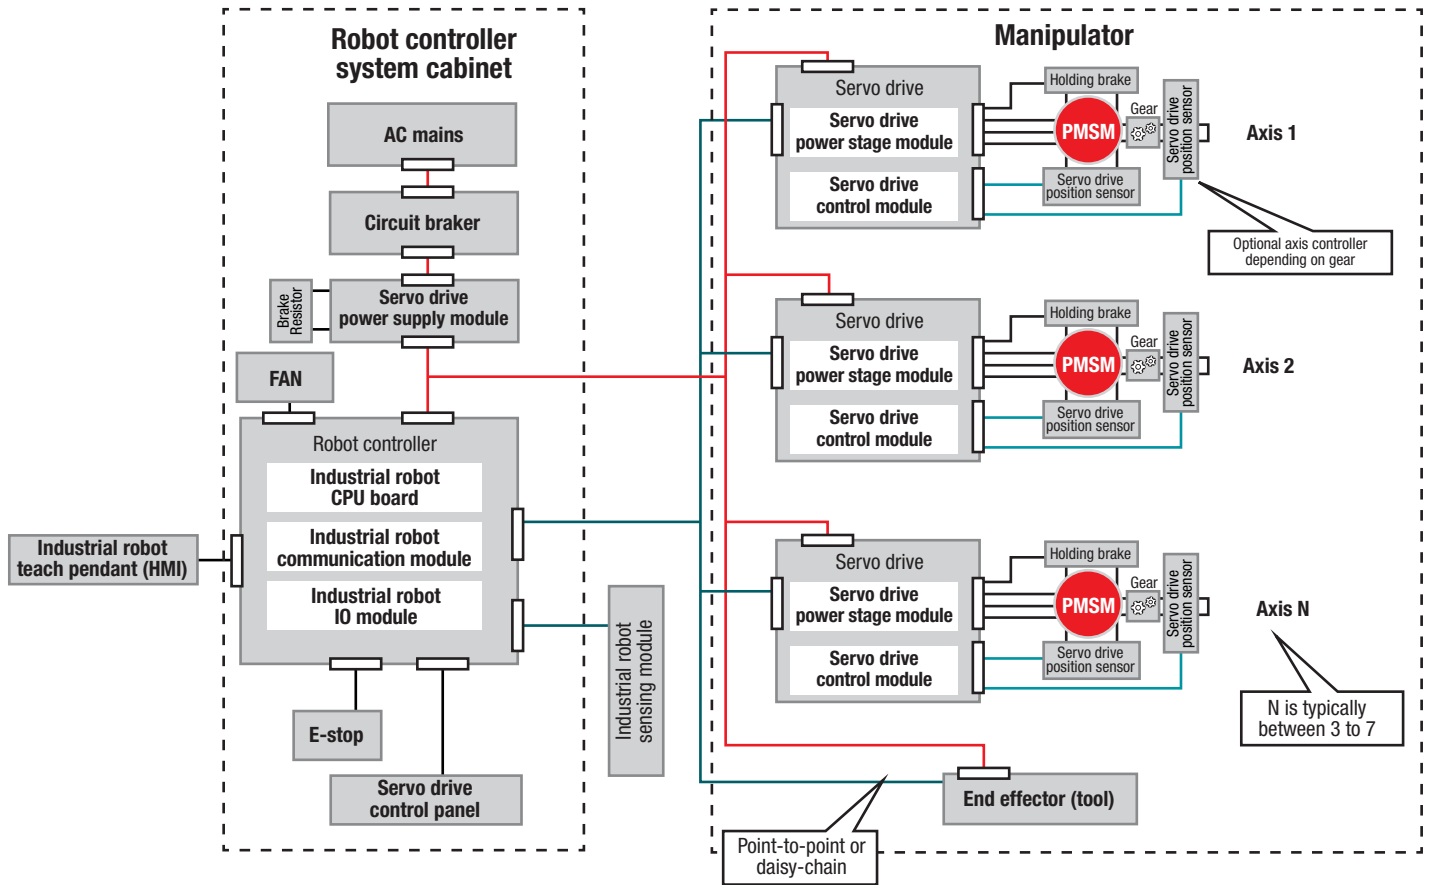 Robot controller
system cabinet
AC mains
Circuit braker
Brake
Resistor
Servo drive
power supply module
FAN
Robot controller
Industrial robot
CPU board
Industrial robot
communication module
Industrial robot
IO module
Industrial robot
teach pendant (HMI)
E-stop
Servo drive
control panel
Industrial robot
sensing module
Manipulator
Servo drive
Servo drive
power stage module
Servo drive
control module
Holding brake
PMSM
Gear
Servo drive
position sensor
Servo drive
position sensor
Axis 1
Optional axis controller
depending on gear
Servo drive
Servo drive
power stage module
Servo drive
control module
Holding brake
PMSM
Gear
Servo drive
position sensor
Servo drive
position sensor
Axis 2
Servo drive
Servo drive
power stage module
Servo drive
control module
Holding brake
PMSM
Gear
Servo drive
position sensor
Servo drive
position sensor
Axis N
N is typically
between 3 to 7
End effector (tool)
Point-to-point or
daisy-chain